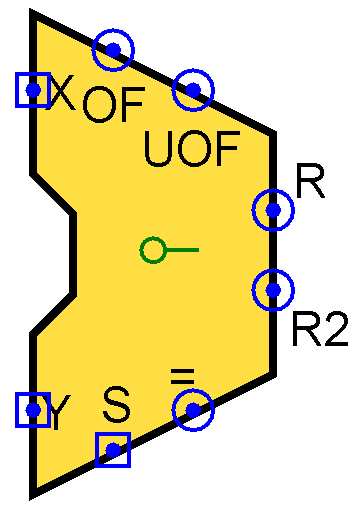 X
OF
UOF
R
R2
=
S
Y